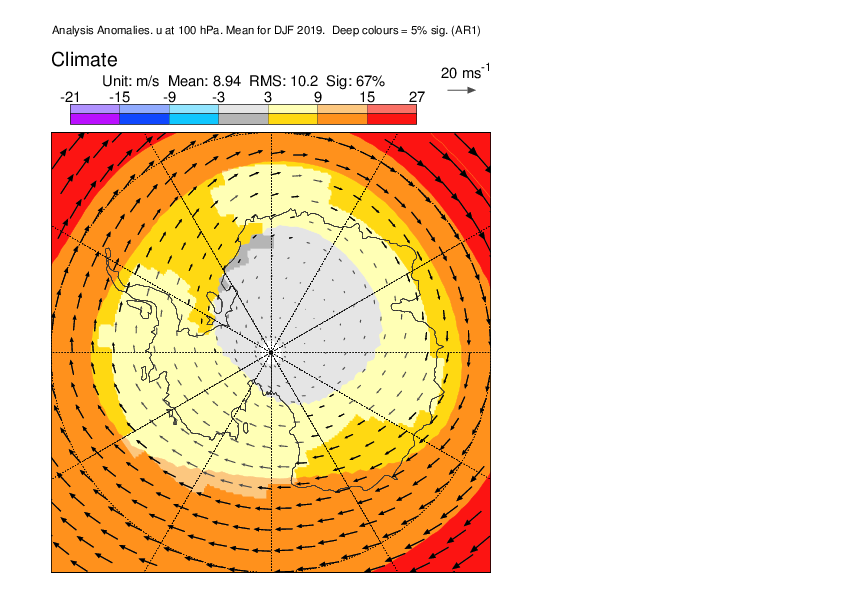 Analysis Anomalies. u at 100 hPa. Mean for DJF 2019. Deep colours = 5% sig. (AR1)
Climate
20 ms-1
Unit: m/s Mean: 8.94 RMS: 10.2 Sig: 67%
-21 -15 -9 -3 3 9 15 27